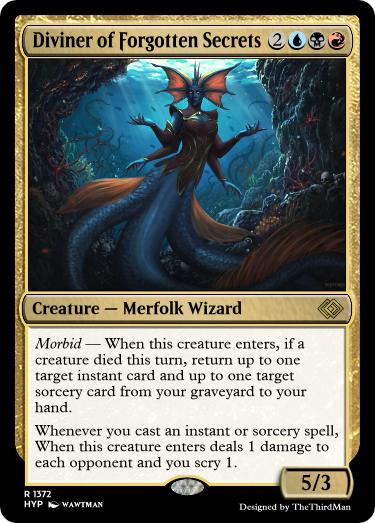 Diviner of Forgotten Secrets 2
Creature — Merfolk Wizard
Morbid — When this creature enters, if a
creature died this turn, return up to one
target instant card and up to one target
sorcery card from your graveyard to your
hand.
Whenever you cast an instant or sorcery spell,
When this creature enters deals 1 damage to
each opponent and you scry 1.
5/3
R 1372
HYP WAWTMAN
Designed by TheThirdMan